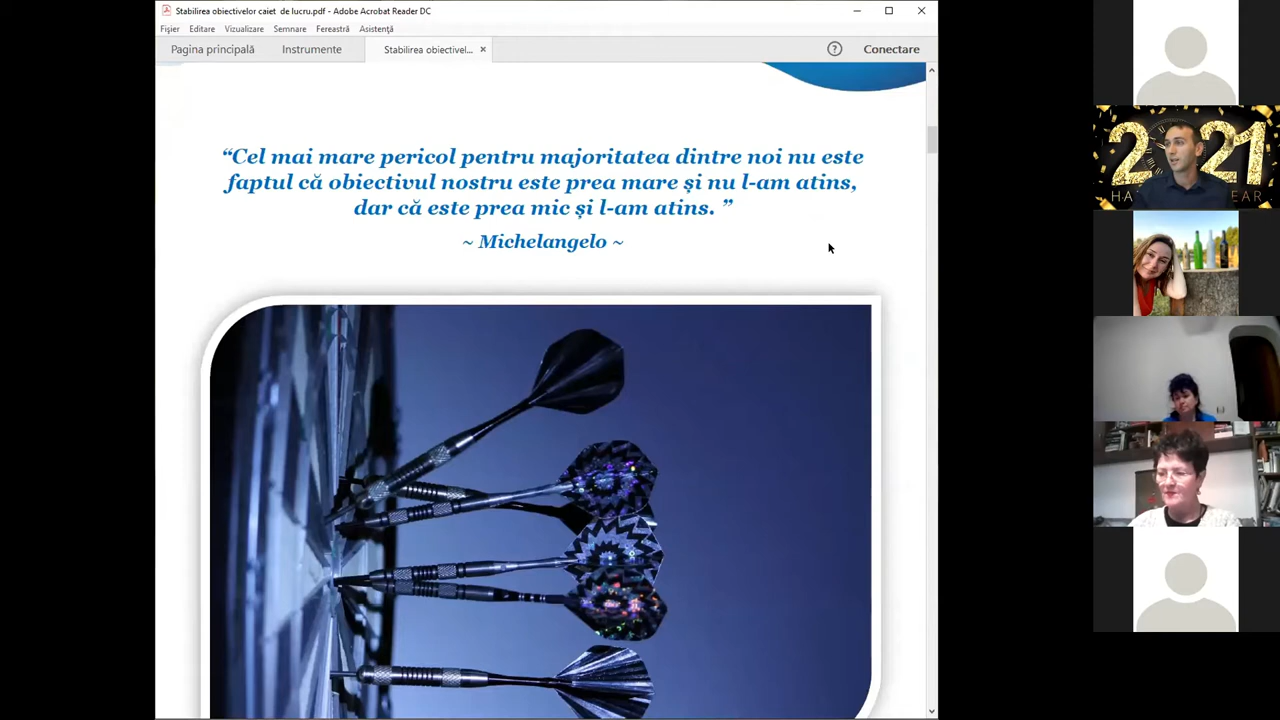 Stabilirea obiectivelor caiet de lucru.pdf - Adobe Acrobat Reader DC
Fișier Editare Vizualizare Semnare Fereastră Asistență
Pagina principală Instrumente Stabilirea obiectivel... Conectare
“Cel mai mare pericol pentru majoritatea dintre noi nu este
faptul că obiectivul nostru este prea mare și nu l-am atins,
dar că este prea mic și l-am atins. ”
~ Michelangelo ~
2021
HA EAR